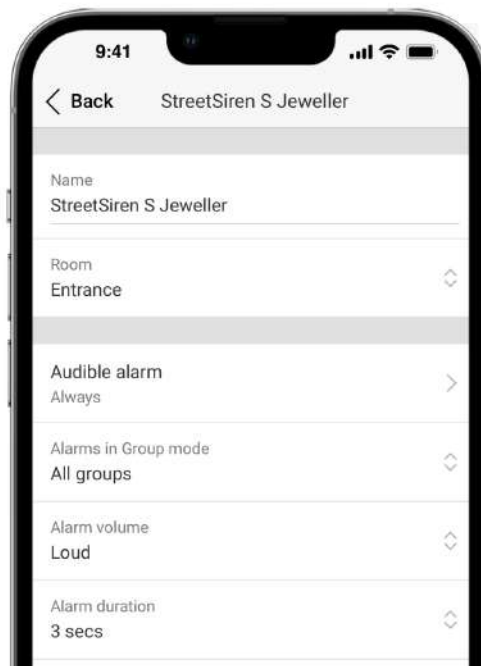 9:41
Back StreetSiren S Jeweller
Name
StreetSiren S Jeweller
Room
Entrance
Audible alarm
Always
Alarms in Group mode
All groups
Alarm volume
Loud
Alarm duration
3 secs